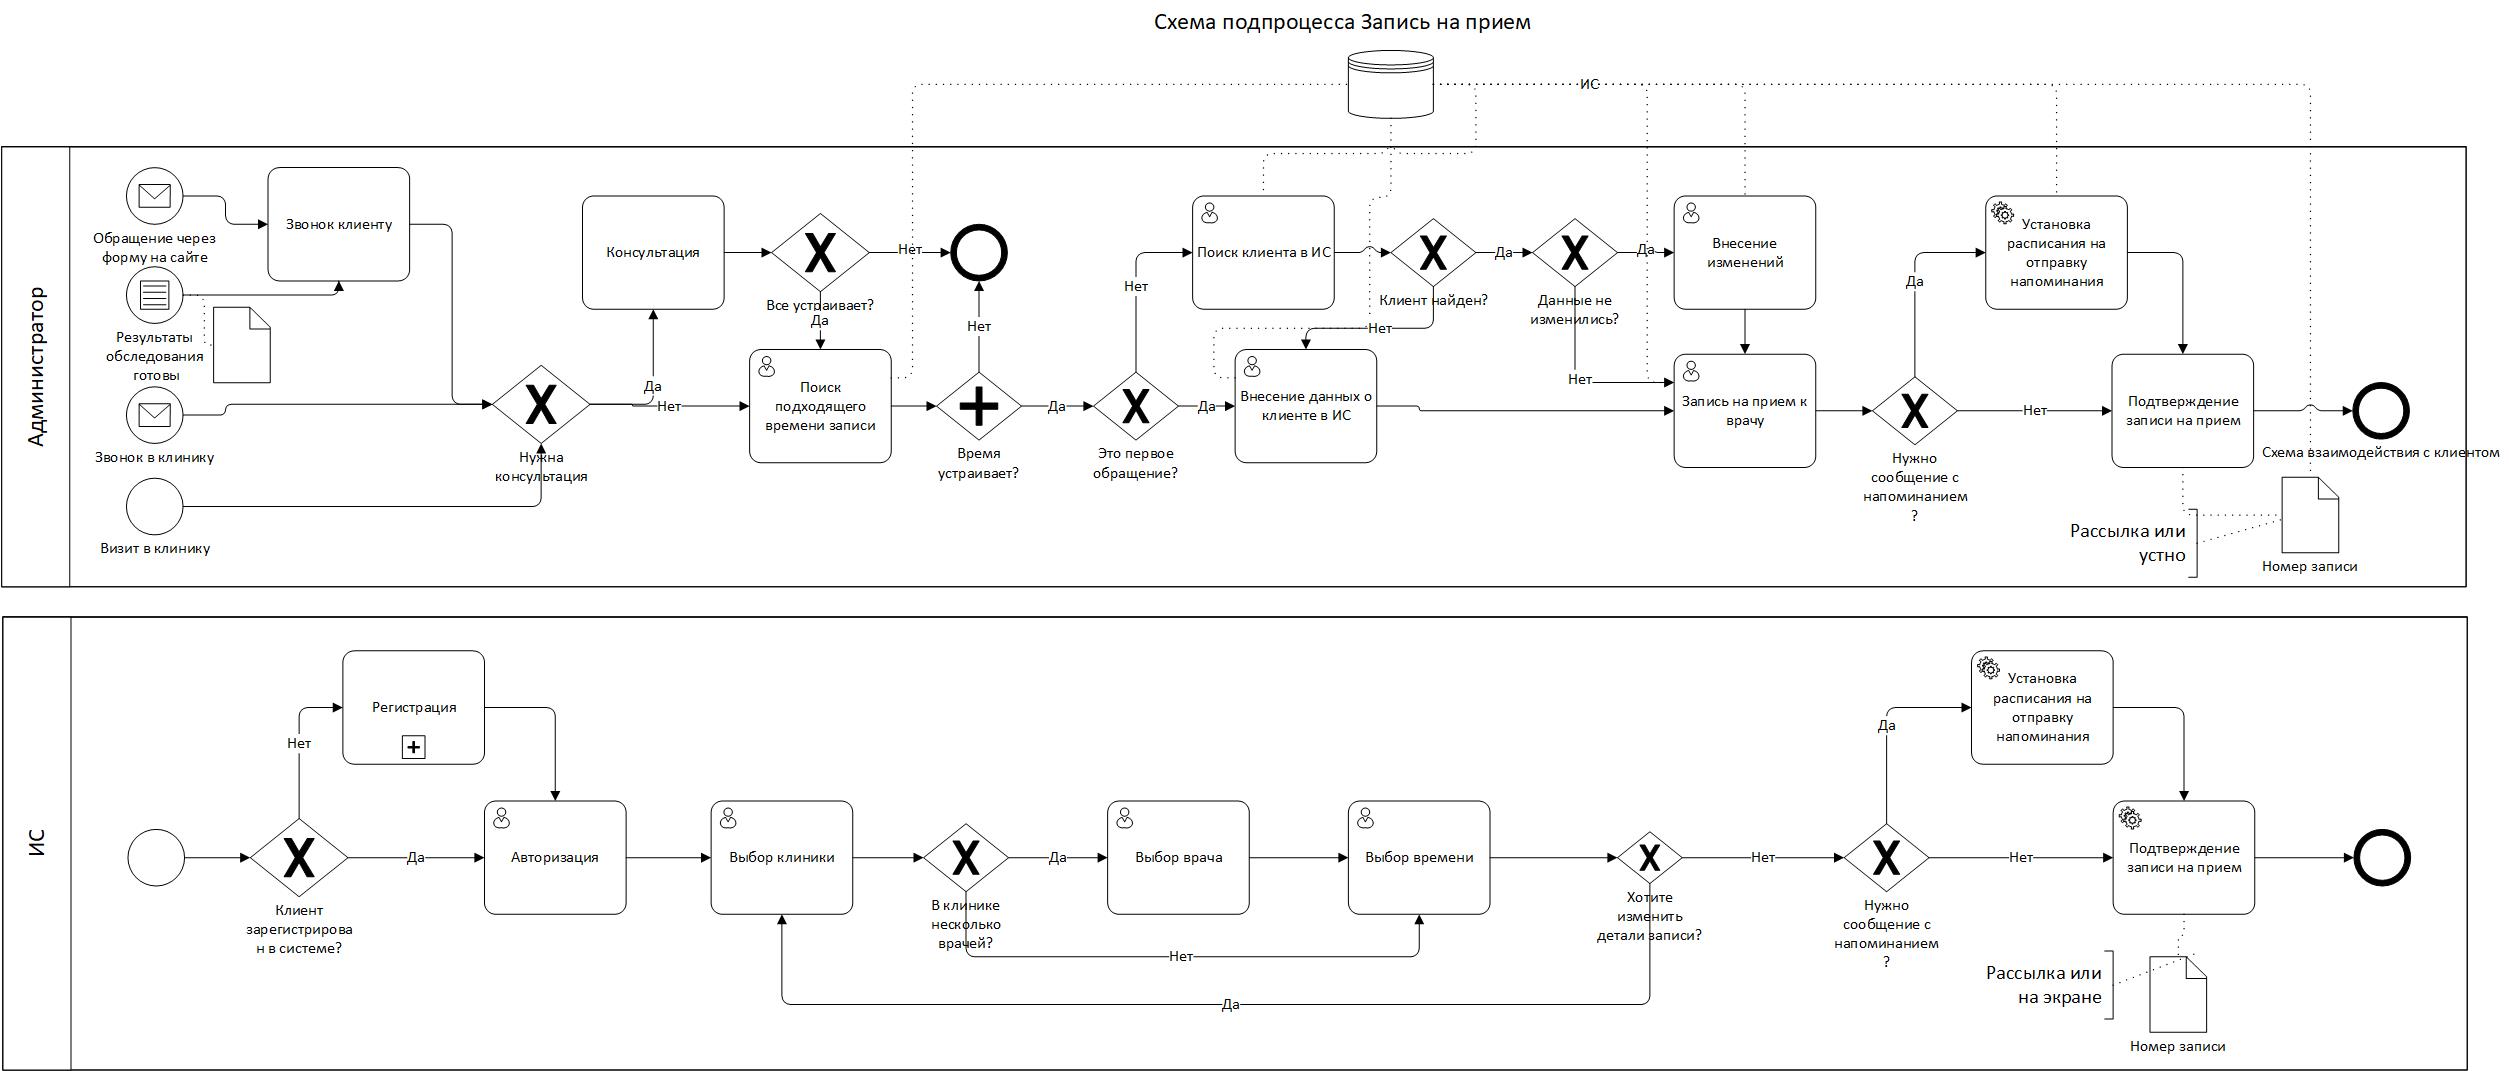 Схема подпроцесса Запись на прием
ИС
Администратор
Обращение через
форму на сайте
Результаты
обследования
готовы
Звонок в клинику
Визит в клинику
Звонок клиенту
Нужна
консультация
Да
Нет
Консультация
Все устраивает?
Нет
Да
Поиск
подходящего
времени записи
Нет
Время
устраивает?
Да
Это первое
обращение?
Нет
Да
Поиск клиента в ИС
Клиент найден?
Да
Нет
Внесение данных о
клиенте в ИС
Данные не
изменились?
Да
Нет
Внесение
изменений
Запись на прием к
врачу
Нужно
сообщение с
напоминанием
?
Да
Нет
Установка
расписания на
отправку
напоминания
Подтверждение
записи на прием
Схема взаимодействия с клиентом
Рассылка или
устно
Номер записи
ИС
Клиент
зарегистрирова
н в системе?
Нет
Да
Регистрация
Авторизация
Выбор клиники
В клинике
несколько
врачей?
Да
Нет
Выбор врача
Выбор времени
Хотите
изменить
детали записи?
Да
Нет
Нужно
сообщение с
напоминанием
?
Да
Нет
Установка
расписания на
отправку
напоминания
Подтверждение
записи на прием
Рассылка или
на экране
Номер записи